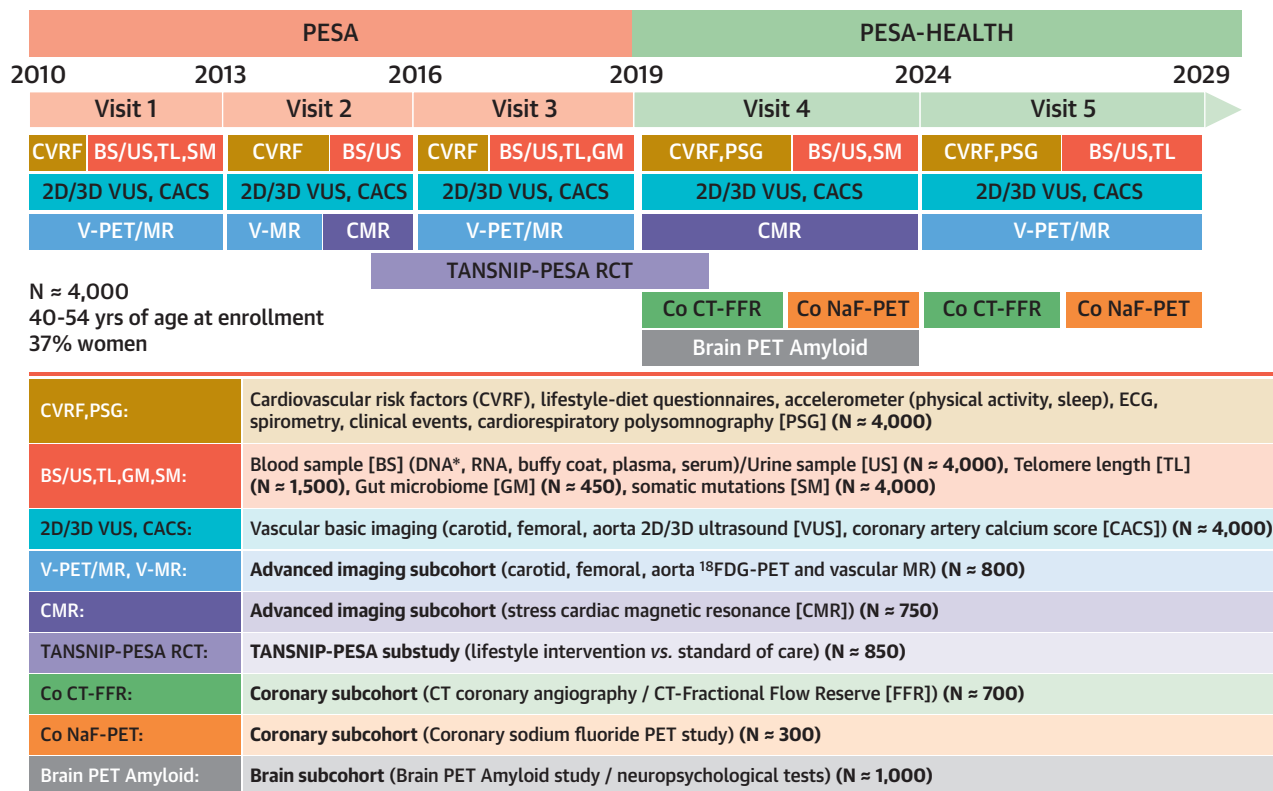 PESA PESA-HEALTH
2010 2013 2016 2019 2024 2029
Visit 1 Visit 2 Visit 3 Visit 4 Visit 5
CVRF BS/US,TL,SM CVRF BS/US CVRF BS/US,TL,GM CVRF,PSG BS/US,SM CVRF,PSG BS/US,TL
2D/3D VUS, CACS 2D/3D VUS, CACS 2D/3D VUS, CACS 2D/3D VUS, CACS 2D/3D VUS, CACS
V-PET/MR V-MR CMR V-PET/MR CMR V-PET/MR
TANSNIP-PESA RCT
N ≈ 4,000
40-54 yrs of age at enrollment
37% women
Co CT-FFR Co NaF-PET Co CT-FFR Co NaF-PET
Brain PET Amyloid
CVRF,PSG:
Cardiovascular risk factors (CVRF), lifestyle-diet questionnaires, accelerometer (physical activity, sleep), ECG,
spirometry, clinical events, cardiorespiratory polysomnography [PSG] (N ≈ 4,000)
BS/US,TL,GM,SM:
Blood sample [BS] (DNA*, RNA, buffy coat, plasma, serum)/Urine sample [US] (N ≈ 4,000), Telomere length [TL]
(N ≈ 1,500), Gut microbiome [GM] (N ≈ 450), somatic mutations [SM] (N ≈ 4,000)
2D/3D VUS, CACS:
Vascular basic imaging (carotid, femoral, aorta 2D/3D ultrasound [VUS], coronary artery calcium score [CACS]) (N ≈ 4,000)
V-PET/MR, V-MR:
Advanced imaging subcohort (carotid, femoral, aorta ¹⁸FDG-PET and vascular MR) (N ≈ 800)
CMR:
Advanced imaging subcohort (stress cardiac magnetic resonance [CMR]) (N ≈ 750)
TANSNIP-PESA RCT:
TANSNIP-PESA substudy (lifestyle intervention vs. standard of care) (N ≈ 850)
Co CT-FFR:
Coronary subcohort (CT coronary angiography / CT-Fractional Flow Reserve [FFR]) (N ≈ 700)
Co NaF-PET:
Coronary subcohort (Coronary sodium fluoride PET study) (N ≈ 300)
Brain PET Amyloid:
Brain subcohort (Brain PET Amyloid study / neuropsychological tests) (N ≈ 1,000)